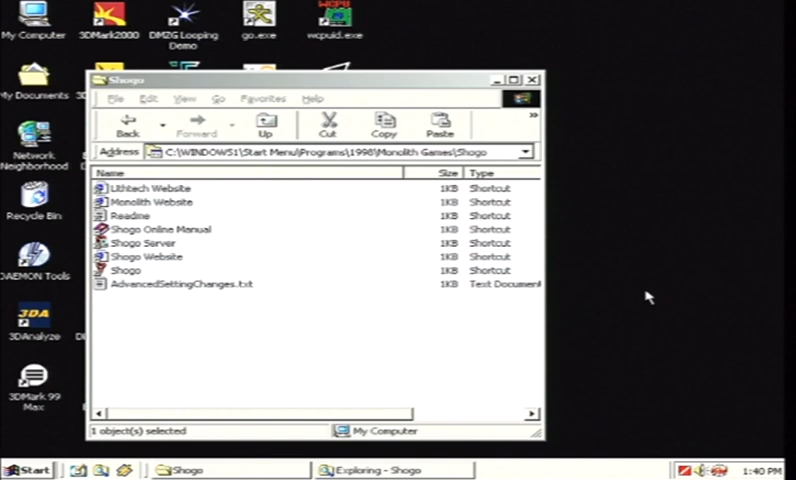 My Computer
3DMark2000
DMZG Looping
Demo
go.exe
wcpuid.exe
My Documents
Network
Neighborhood
Recycle Bin
DAEMON Tools
3DA
3DAnalyze
3DMark 99
Max
Shogo
File Edit View Go Favorites Help
Back Forward Up Cut Copy Paste
Address C:\WINDOWS1\Start Menu\Programs\1998\Monolith Games\Shogo
Name Size Type
Lithtech Website 1KB Shortcut
Monolith Website 1KB Shortcut
Readme 1KB Shortcut
Shogo Online Manual 1KB Shortcut
Shogo Server 1KB Shortcut
Shogo Website 1KB Shortcut
Shogo 1KB Shortcut
AdvancedSettingChanges.txt 1KB Text Document
1 object(s) selected My Computer
Start Shogo Exploring - Shogo 1:40 PM